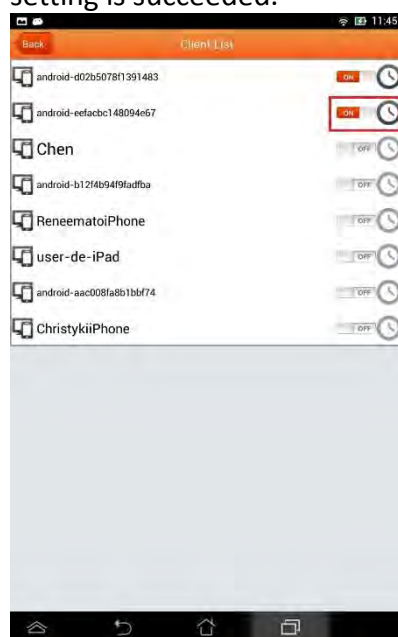 setting is succeeded.
11:45
Back Client List
android-d02b5078f1391483 ON
android-eefacbc148094e67 ON
Chen OFF
android-b12f4b94f9fadfba OFF
ReneematoiPhone OFF
user-de-iPad OFF
android-aac008fa8b1bbf74 OFF
ChristykiiPhone OFF